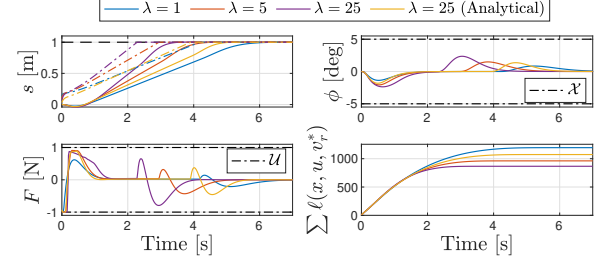 λ = 1 λ = 5 λ = 25 λ = 25 (Analytical)
s [m]
1
0.5
0
0 2 4 6
ϕ [deg]
5
0
-5
0 2 4 6
𝒳
F [N]
1
0
-1
0 2 4 6
Time [s]
𝒰
∑ ℓ(x, u, v_r^*)
1000
500
0
0 2 4 6
Time [s]